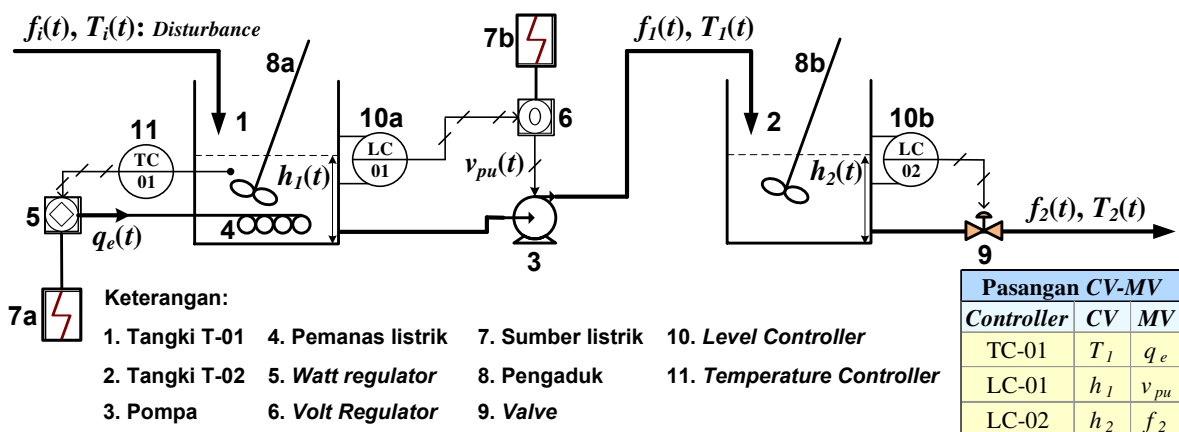 fi(t), Ti(t): Disturbance
7b
f1(t), T1(t)
8a
8b
1
10a
6
2
10b
11
TC
01
LC
01
LC
02
h1(t)
vpu(t)
h2(t)
5
qe(t)
4
3
f2(t), T2(t)
9
7a
Keterangan:
1. Tangki T-01 4. Pemanas listrik 7. Sumber listrik 10. Level Controller
2. Tangki T-02 5. Watt regulator 8. Pengaduk 11. Temperature Controller
3. Pompa 6. Volt Regulator 9. Valve
Pasangan CV-MV
Controller CV MV
TC-01 T1 qe
LC-01 h1 vpu
LC-02 h2 f2